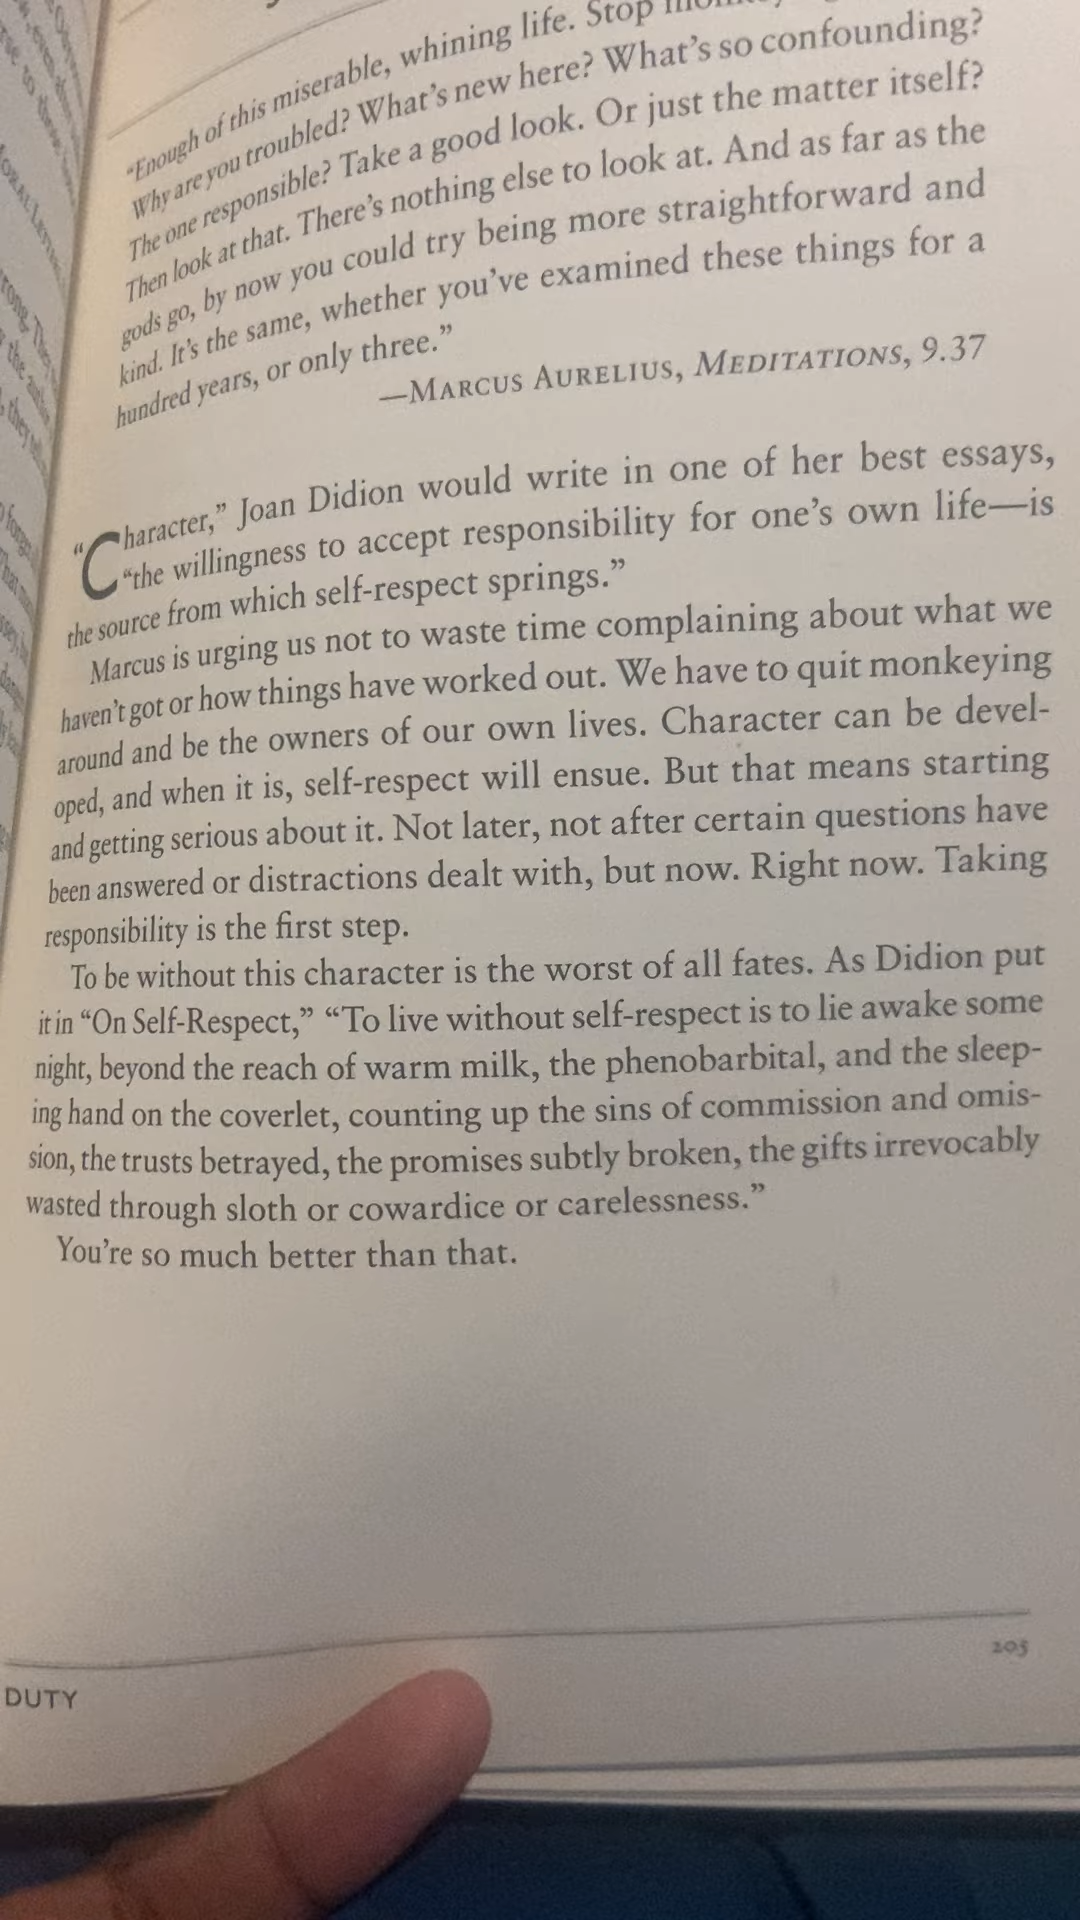 "Enough of this miserable, whining life. Stop
Why are you troubled? What's new here? What's so confounding?
The one responsible? Take a good look. Or just the matter itself?
Then look at that. There's nothing else to look at. And as far as the
gods go, by now you could try being more straightforward and
kind. It's the same, whether you've examined these things for a
hundred years, or only three."
—MARCUS AURELIUS, MEDITATIONS, 9.37
"Character," Joan Didion would write in one of her best essays,
"the willingness to accept responsibility for one's own life—is
the source from which self-respect springs."
Marcus is urging us not to waste time complaining about what we
haven't got or how things have worked out. We have to quit monkeying
around and be the owners of our own lives. Character can be devel-
oped, and when it is, self-respect will ensue. But that means starting
and getting serious about it. Not later, not after certain questions have
been answered or distractions dealt with, but now. Right now. Taking
responsibility is the first step.
To be without this character is the worst of all fates. As Didion put
it in "On Self-Respect," "To live without self-respect is to lie awake some
night, beyond the reach of warm milk, the phenobarbital, and the sleep-
ing hand on the coverlet, counting up the sins of commission and omis-
sion, the trusts betrayed, the promises subtly broken, the gifts irrevocably
wasted through sloth or cowardice or carelessness."
You're so much better than that.
205
DUTY